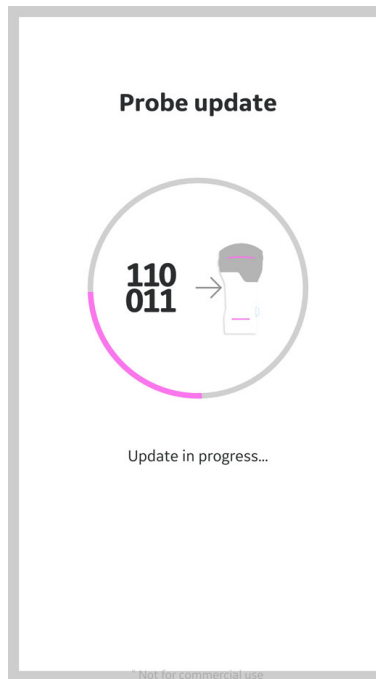 Probe update
110
011
Update in progress...
* Not for commercial use